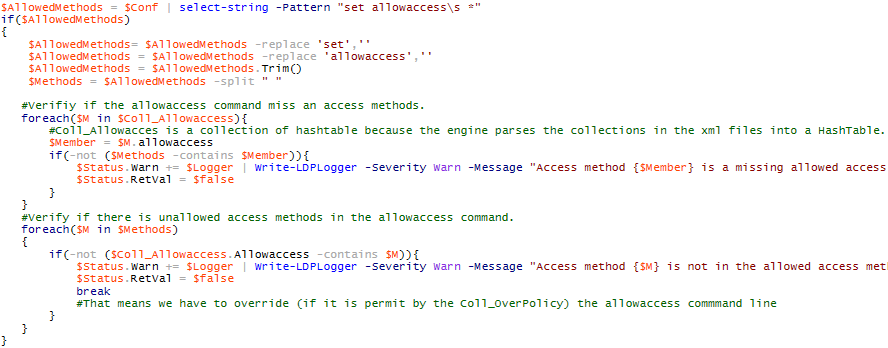 $AllowedMethods = $Conf | select-string -Pattern "set allowaccess\s *"
if($AllowedMethods)
{
    $AllowedMethods= $AllowedMethods -replace 'set',''
    $AllowedMethods = $AllowedMethods -replace 'allowaccess',''
    $AllowedMethods = $AllowedMethods.Trim()
    $Methods = $AllowedMethods -split " "
   #Verifiy if the allowaccess command miss an access methods.
   foreach($M in $Coll_Allowaccess){
       #Coll_Allowacces is a collection of hashtable because the engine parses the collections in the xml files into a HashTable.
       $Member = $M.allowaccess
       if(-not ($Methods -contains $Member)){
           $Status.Warn += $Logger | Write-LDPLogger -Severity Warn -Message "Access method {$Member} is a missing allowed access
           $Status.RetVal = $false
       }
   }
   #Verify if there is unallowed access methods in the allowaccess command.
   foreach($M in $Methods)
   {
       if(-not ($Coll_Allowaccess.Allowaccess -contains $M)){
           $Status.Warn += $Logger | Write-LDPLogger -Severity Warn -Message "Access method {$M} is not in the allowed access met
           $Status.RetVal = $false
           break
           #That means we have to override (if it is permit by the Coll_OverPolicy) the allowaccess commmand line
       }
   }
}